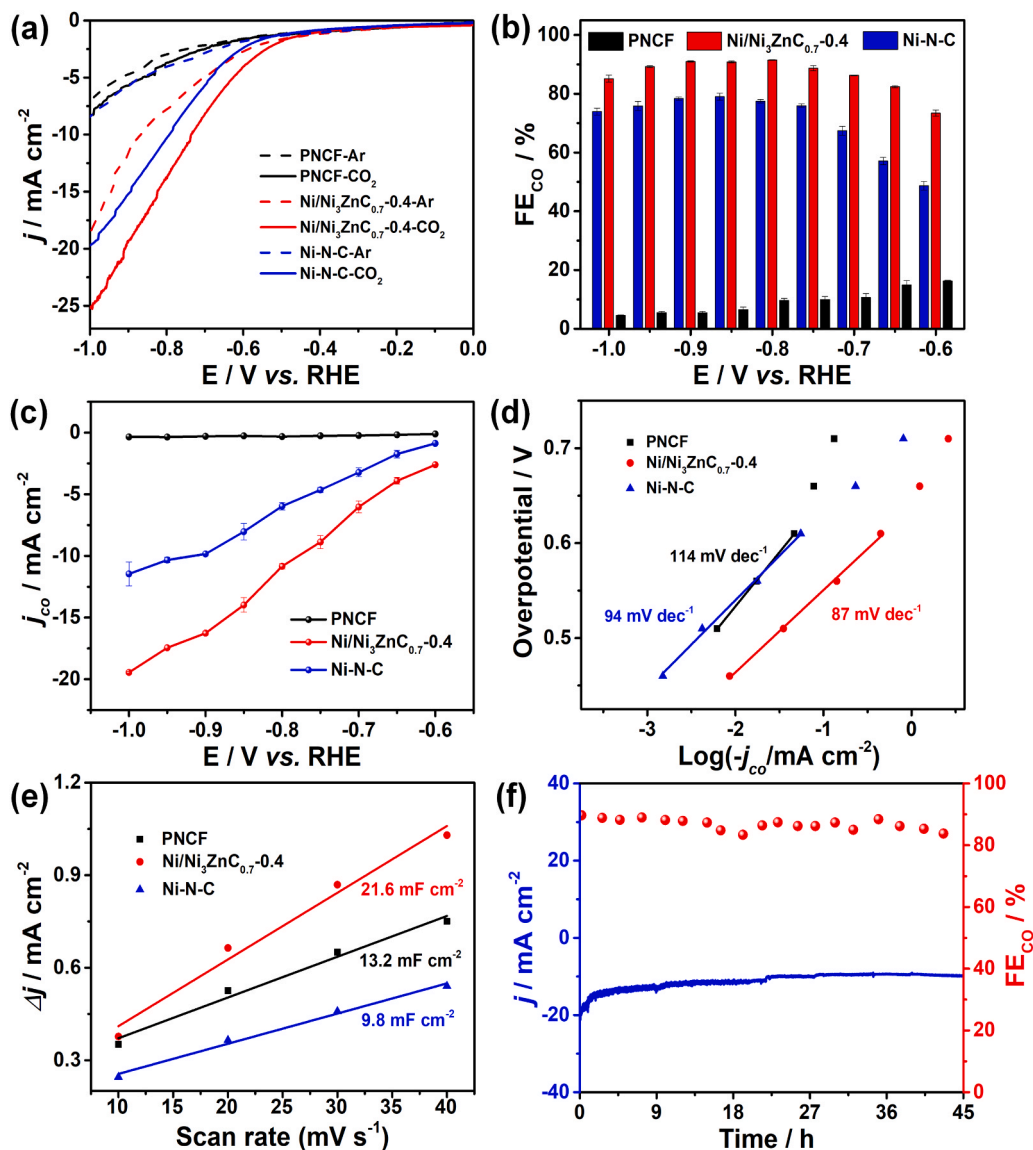 (a)
j / mA cm⁻²
0
-5
-10
-15
-20
-25
PNCF-Ar
PNCF-CO₂
Ni/Ni₃ZnC₀.₇-0.4-Ar
Ni/Ni₃ZnC₀.₇-0.4-CO₂
Ni-N-C-Ar
Ni-N-C-CO₂
-1.0 -0.8 -0.6 -0.4 -0.2 0.0
E / V vs. RHE
(b)
FE_CO / %
100
80
60
40
20
0
PNCF Ni/Ni₃ZnC₀.₇-0.4 Ni-N-C
-1.0 -0.9 -0.8 -0.7 -0.6
E / V vs. RHE
(c)
j_co / mA cm⁻²
0
-5
-10
-15
-20
PNCF
Ni/Ni₃ZnC₀.₇-0.4
Ni-N-C
-1.0 -0.9 -0.8 -0.7 -0.6
E / V vs. RHE
(d)
Overpotential / V
0.7
0.6
0.5
PNCF
Ni/Ni₃ZnC₀.₇-0.4
Ni-N-C
114 mV dec⁻¹
94 mV dec⁻¹
87 mV dec⁻¹
-3 -2 -1 0
Log(-j_co/mA cm⁻²)
(e)
Δj / mA cm⁻²
1.2
0.9
0.6
0.3
PNCF
Ni/Ni₃ZnC₀.₇-0.4
Ni-N-C
21.6 mF cm⁻²
13.2 mF cm⁻²
9.8 mF cm⁻²
10 15 20 25 30 35 40
Scan rate (mV s⁻¹)
(f)
j / mA cm⁻²
40
30
20
10
0
-10
-20
-40
100
80
60
40
20
0
FE_CO / %
0 9 18 27 36 45
Time / h